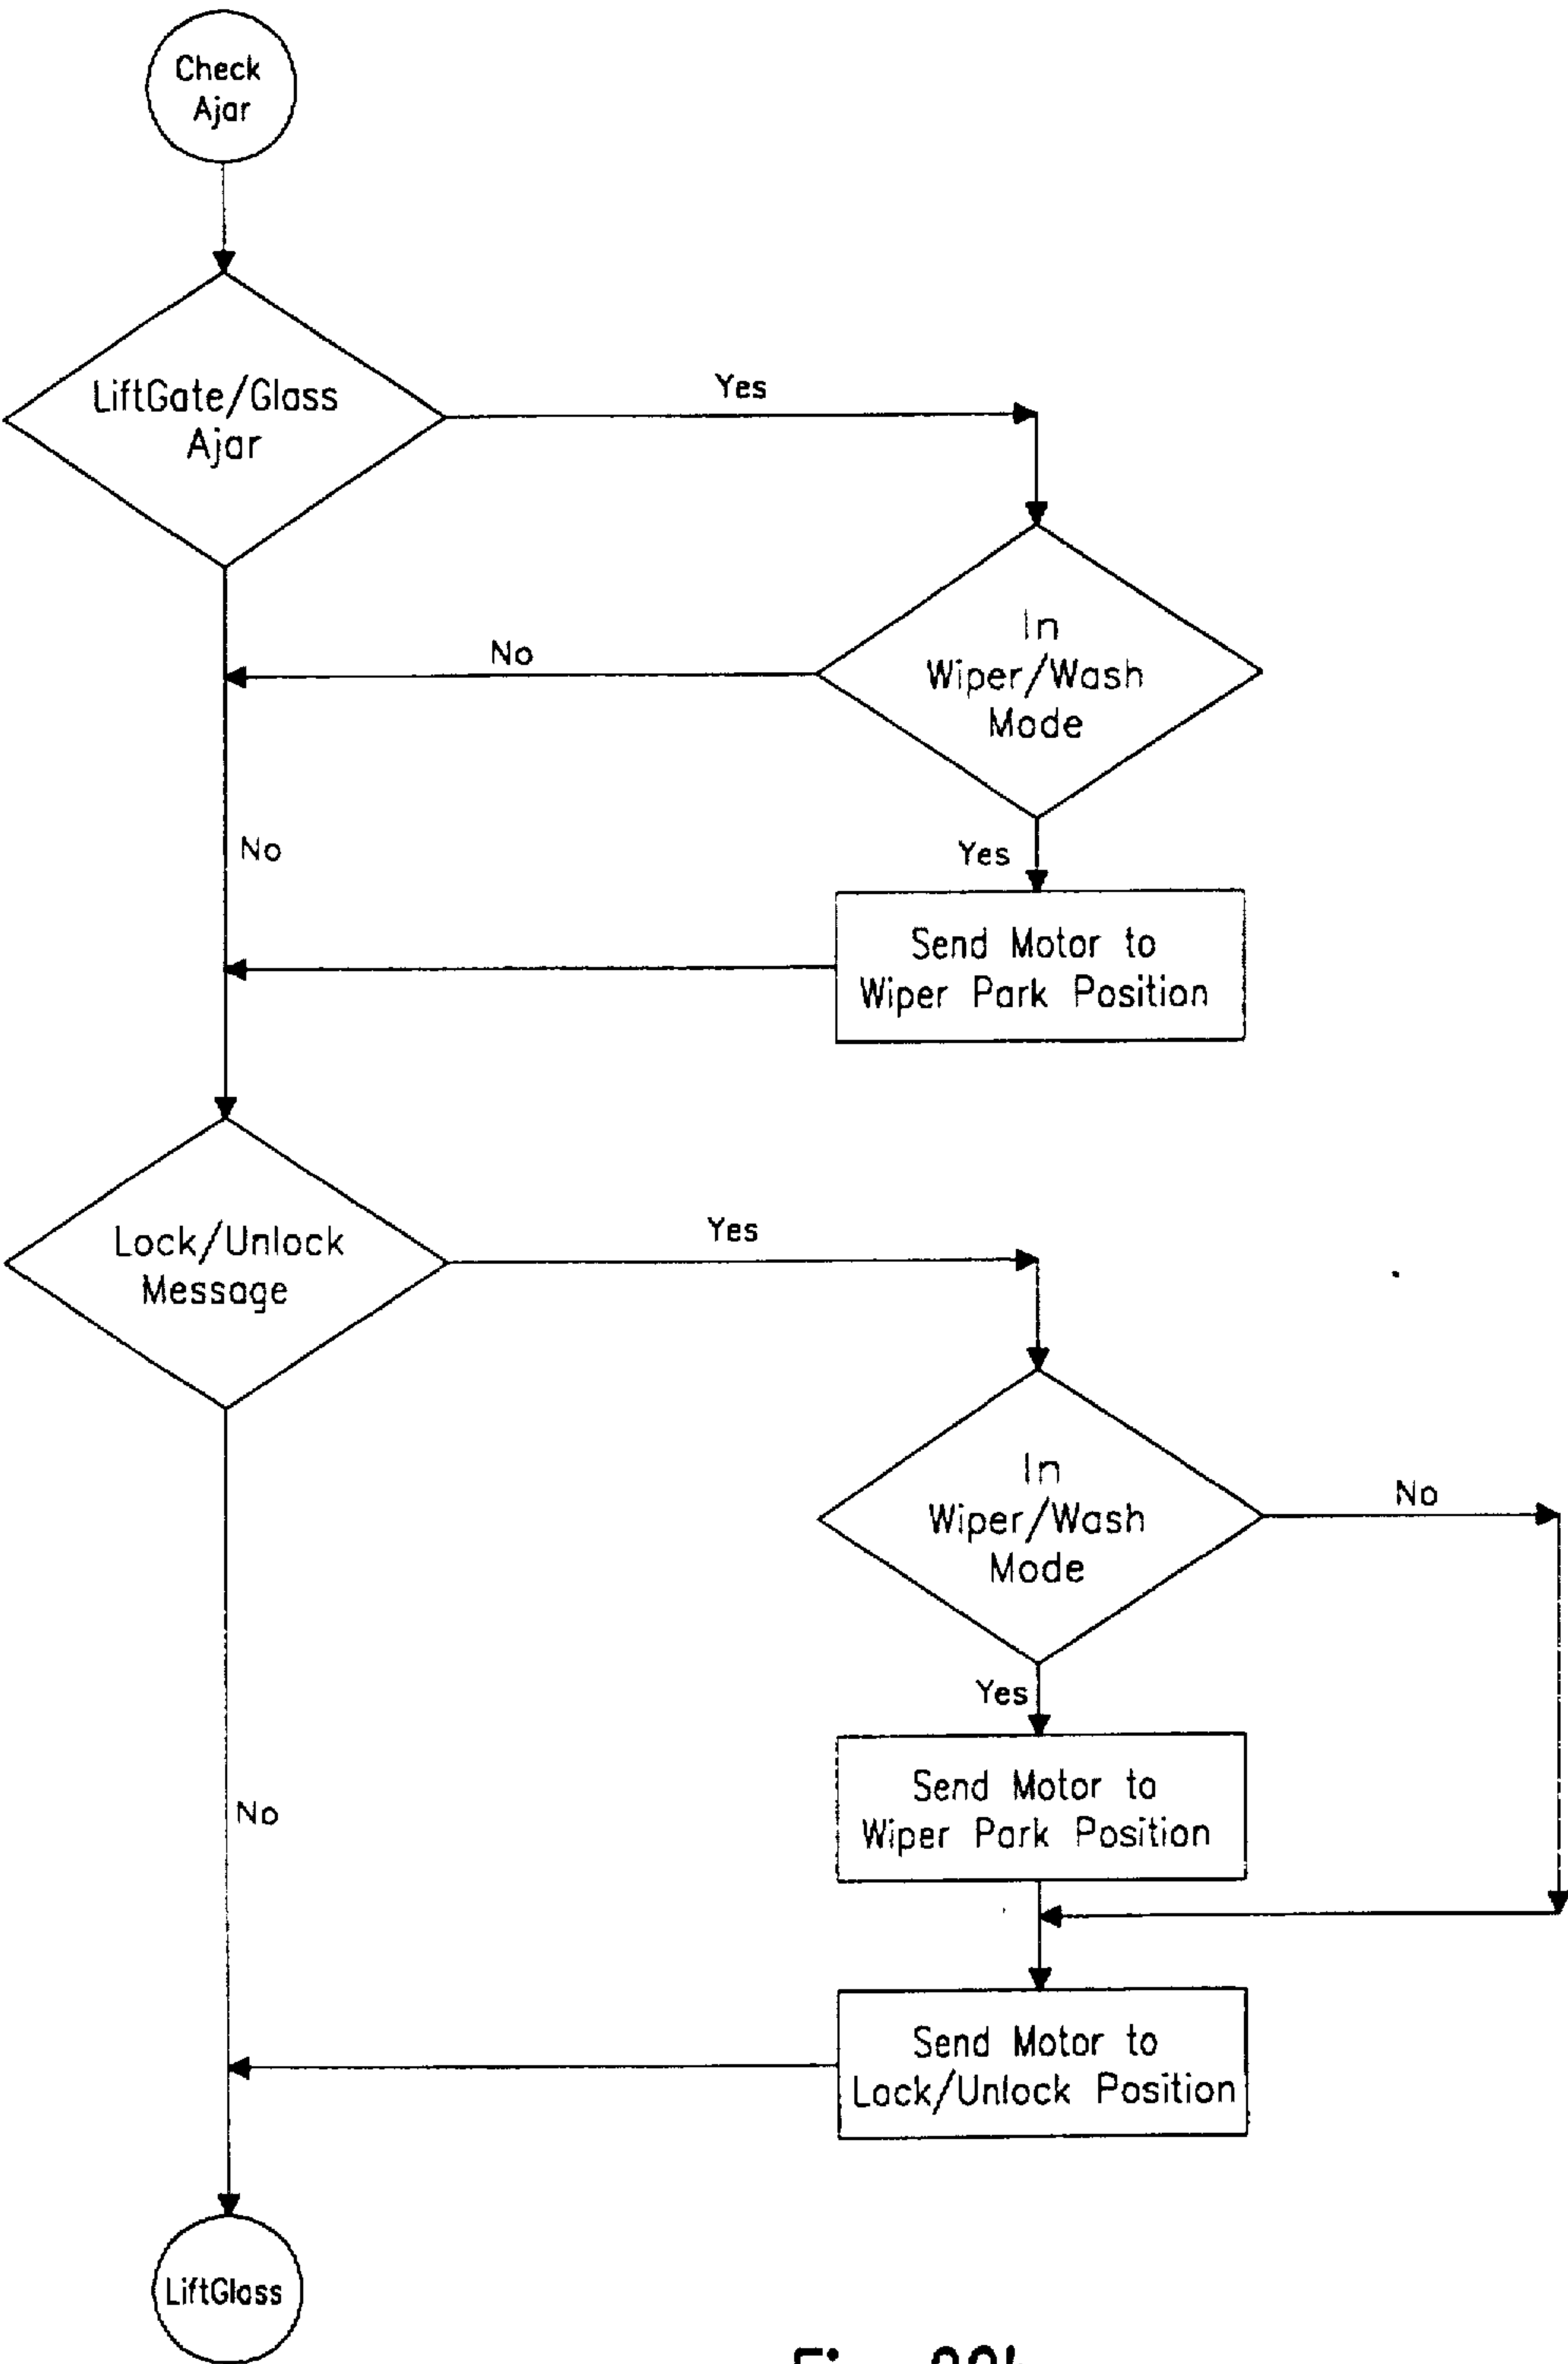 Check
Ajar
LiftGate/Glass
Ajar
Yes
In
Wiper/Wash
Mode
No
No
Yes
Send Motor to
Wiper Park Position
Lock/Unlock
Message
Yes
In
Wiper/Wash
Mode
No
Yes
Send Motor to
Wiper Park Position
No
Send Motor to
Lock/Unlock Position
LiftGlass